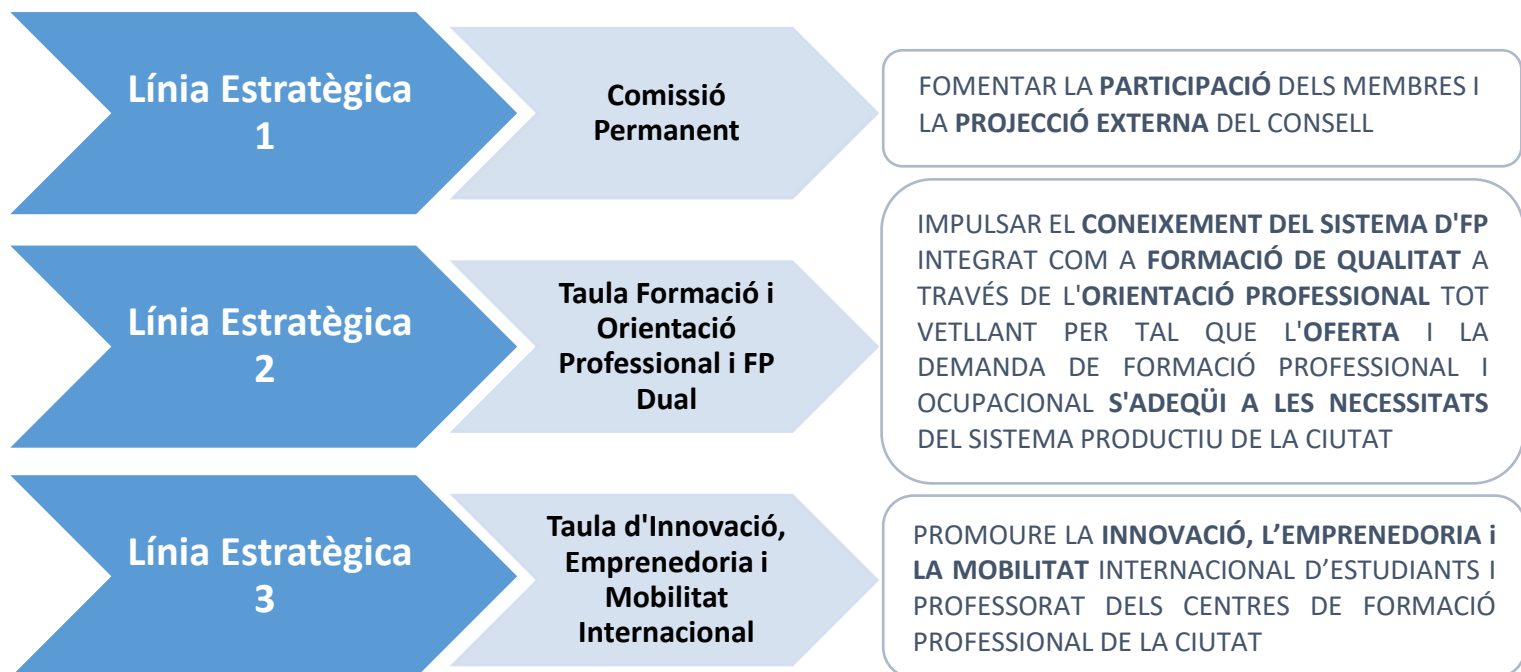 Línia Estratègica
1
Comissió
Permanent
FOMENTAR LA PARTICIPACIÓ DELS MEMBRES I
LA PROJECCIÓ EXTERNA DEL CONSELL
Línia Estratègica
2
Taula Formació i
Orientació
Professional i FP
Dual
IMPULSAR EL CONEIXEMENT DEL SISTEMA D'FP
INTEGRAT COM A FORMACIÓ DE QUALITAT A
TRAVÉS DE L'ORIENTACIÓ PROFESSIONAL TOT
VETLLANT PER TAL QUE L'OFERTA I LA
DEMANDA DE FORMACIÓ PROFESSIONAL I
OCUPACIONAL S'ADEQÜI A LES NECESSITATS
DEL SISTEMA PRODUCTIU DE LA CIUTAT
Línia Estratègica
3
Taula d'Innovació,
Emprenedoria i
Mobilitat
Internacional
PROMOURE LA INNOVACIÓ, L’EMPRENEDORIA i
LA MOBILITAT INTERNACIONAL D’ESTUDIANTS I
PROFESSORAT DELS CENTRES DE FORMACIÓ
PROFESSIONAL DE LA CIUTAT